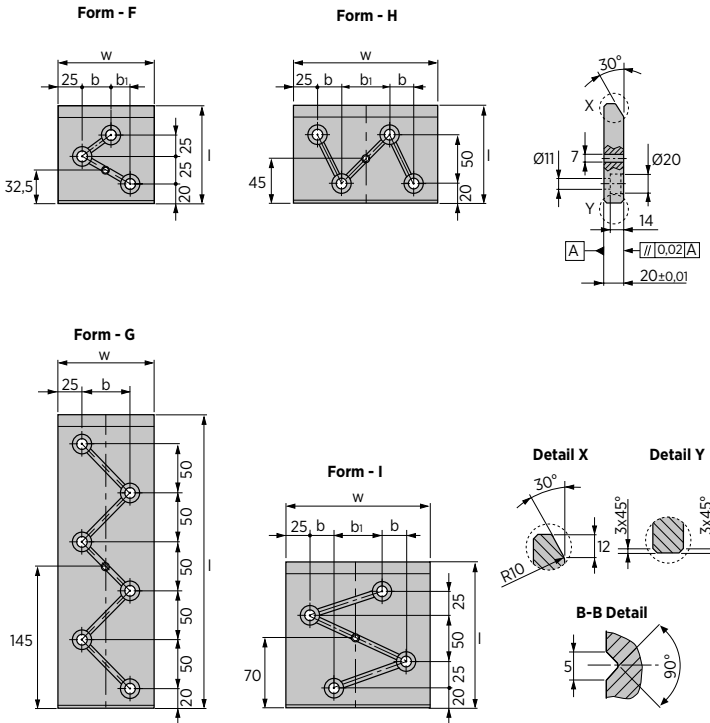 Form - F
w
25 b b1
25
25
20
l
32,5
Form - H
w
25 b b1 b
50
20
l
45
30°
X
Ø11
7
Ø20
Y
14
A
// 0,02 A
20±0,01
Form - G
w
25 b
50
50
50
50
50
20
l
145
Form - I
w
25 b b1 b
25
50
25
20
l
70
Detail X
30°
12
R10
Detail Y
3x45°
3x45°
B-B Detail
5
90°